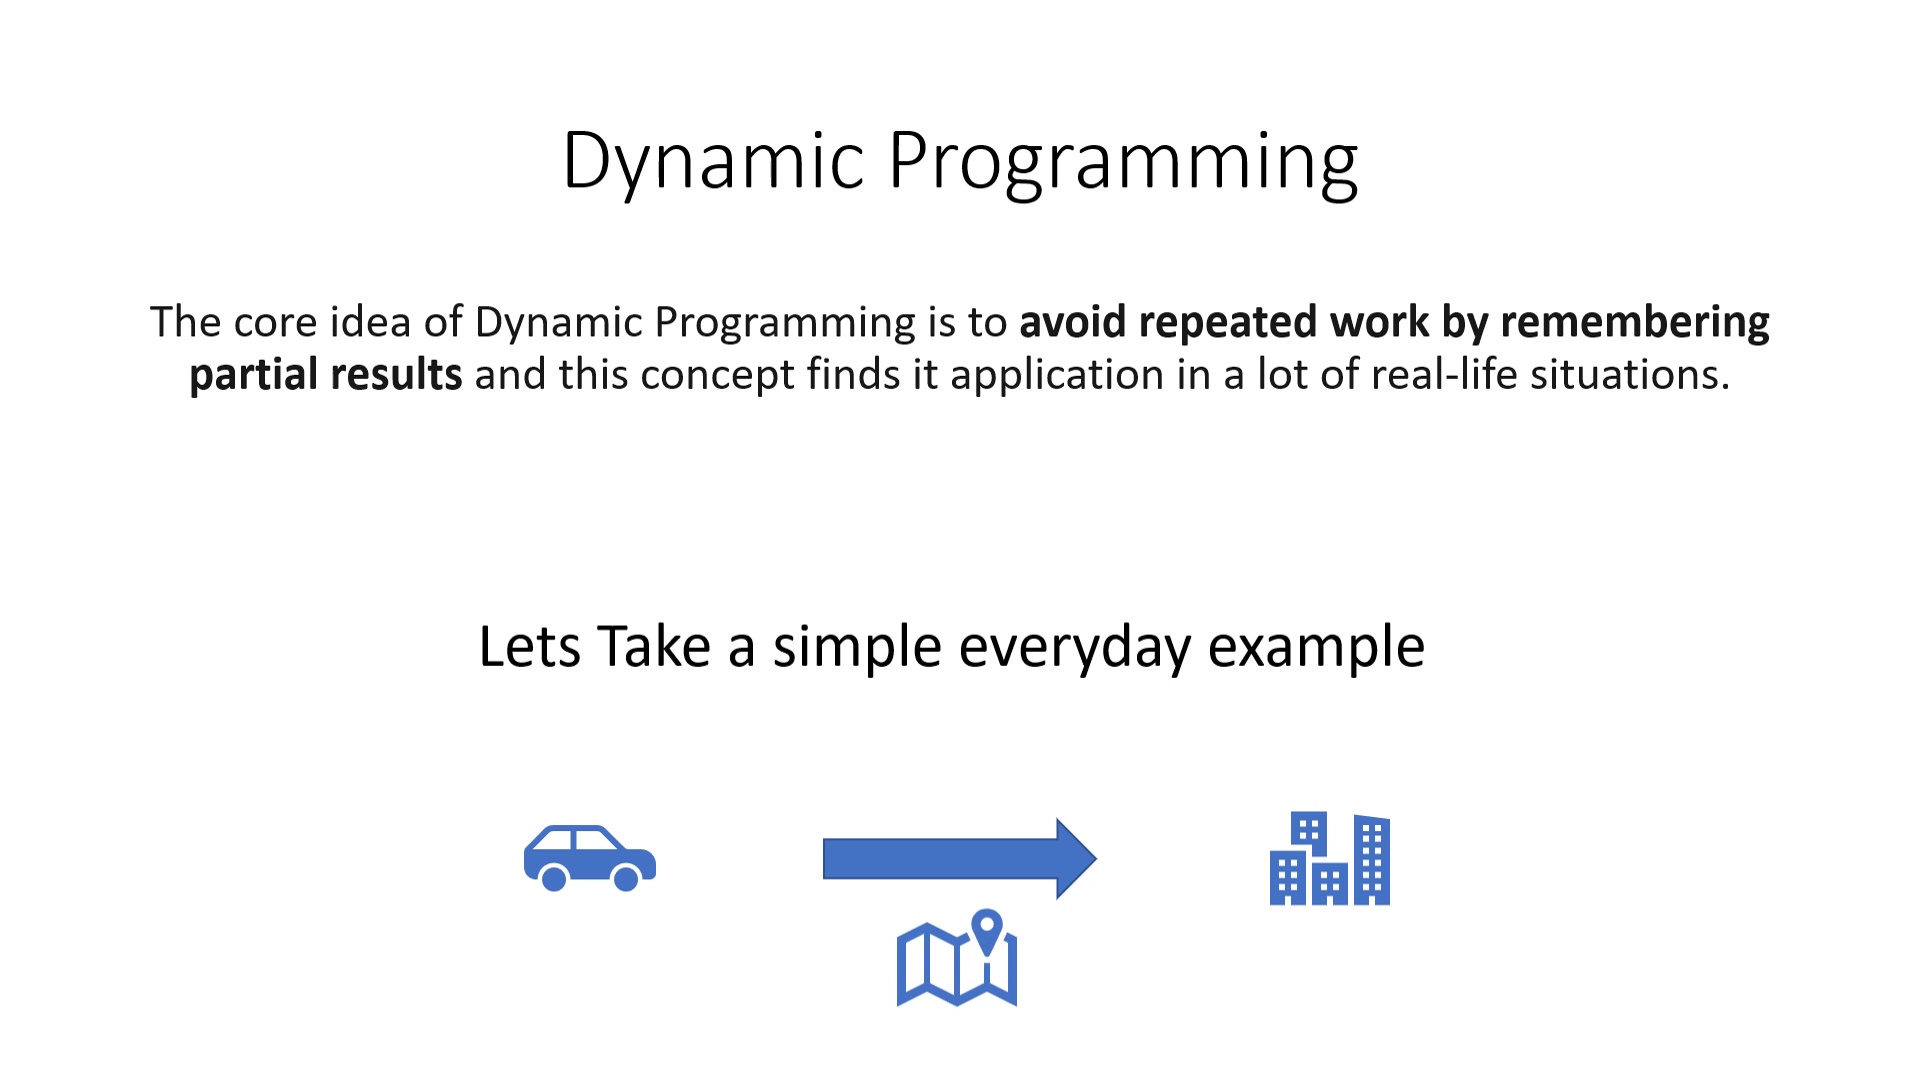 Dynamic Programming
The core idea of Dynamic Programming is to avoid repeated work by remembering
partial results and this concept finds it application in a lot of real-life situations.
Lets Take a simple everyday example